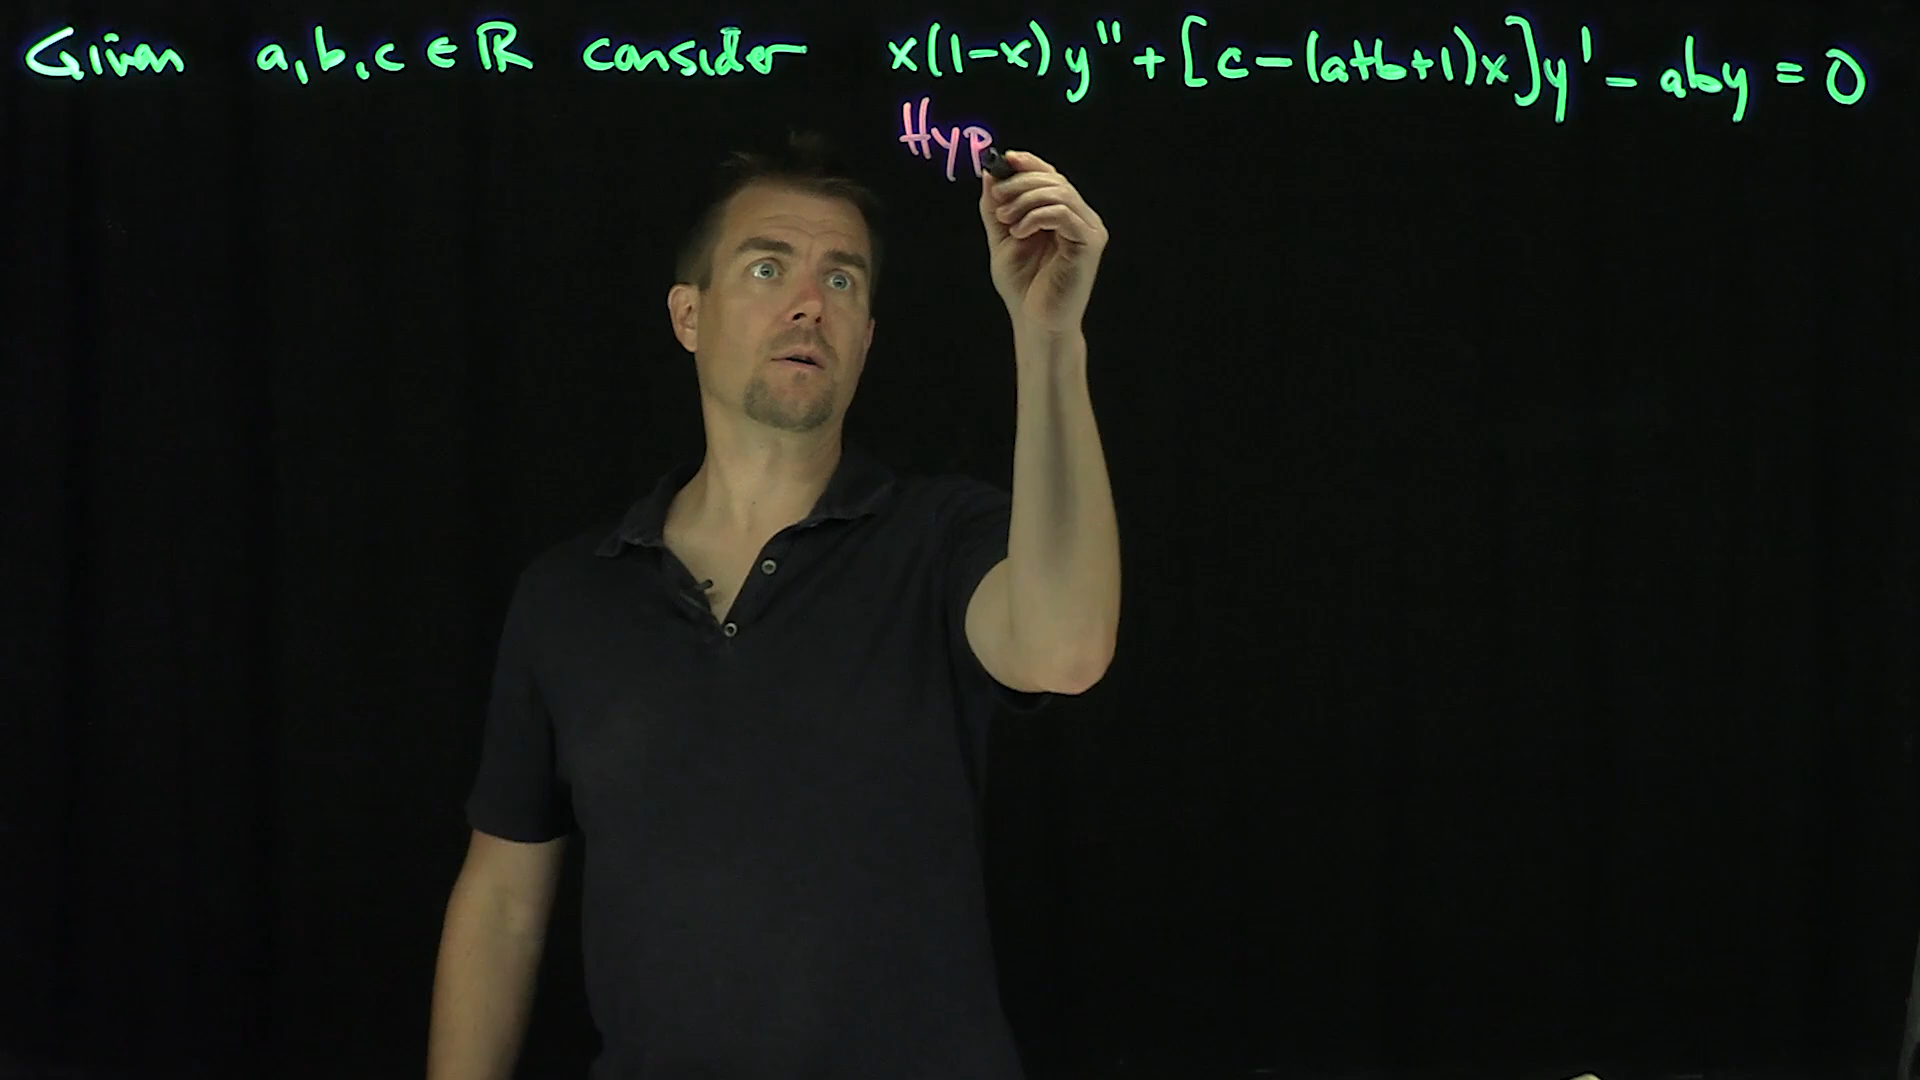 Given a, b, c ∈ ℝ consider x(1-x)y" + [c-(a+b+1)x]y' - aby = 0
Hyp